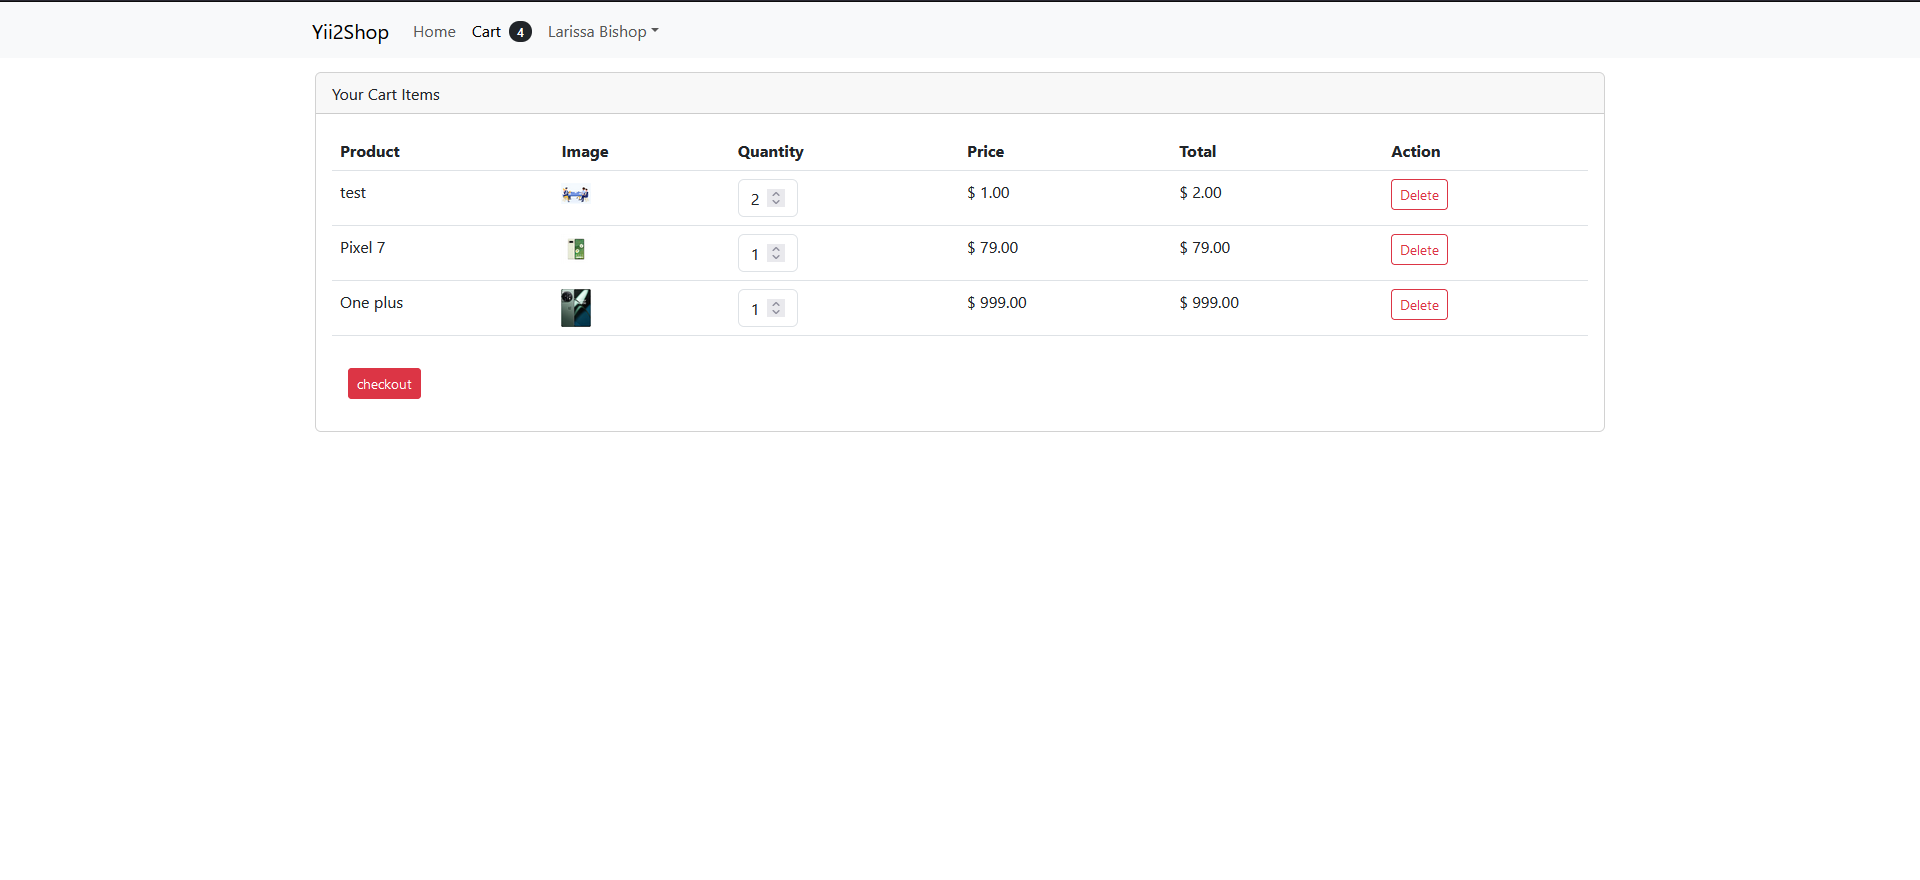 Yii2Shop Home Cart 4 Larissa Bishop
Your Cart Items
Product Image Quantity Price Total Action
test 2 $ 1.00 $ 2.00 Delete
Pixel 7 1 $ 79.00 $ 79.00 Delete
One plus 1 $ 999.00 $ 999.00 Delete
checkout